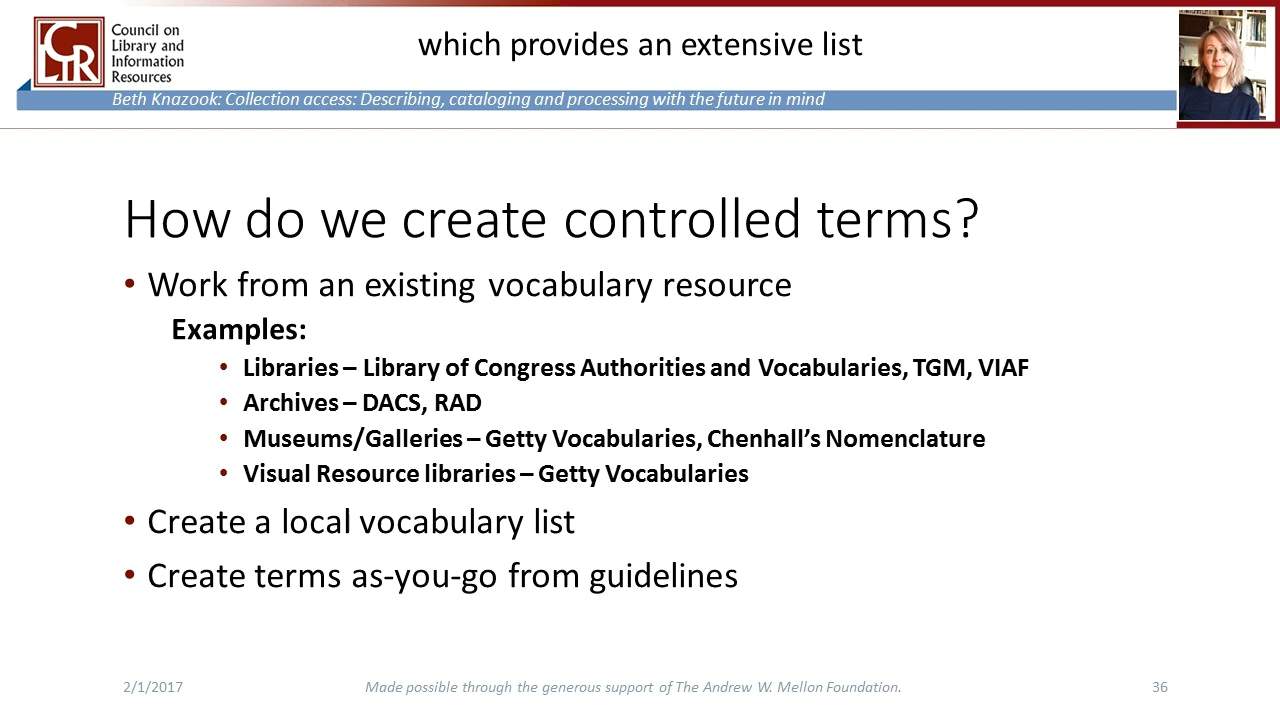 CLIR
Council on
Library and
Information
Resources
which provides an extensive list
Beth Knazook: Collection access: Describing, cataloging and processing with the future in mind
How do we create controlled terms?
• Work from an existing vocabulary resource
Examples:
• Libraries – Library of Congress Authorities and Vocabularies, TGM, VIAF
• Archives – DACS, RAD
• Museums/Galleries – Getty Vocabularies, Chenhall's Nomenclature
• Visual Resource libraries – Getty Vocabularies
• Create a local vocabulary list
• Create terms as-you-go from guidelines
2/1/2017
Made possible through the generous support of The Andrew W. Mellon Foundation.
36